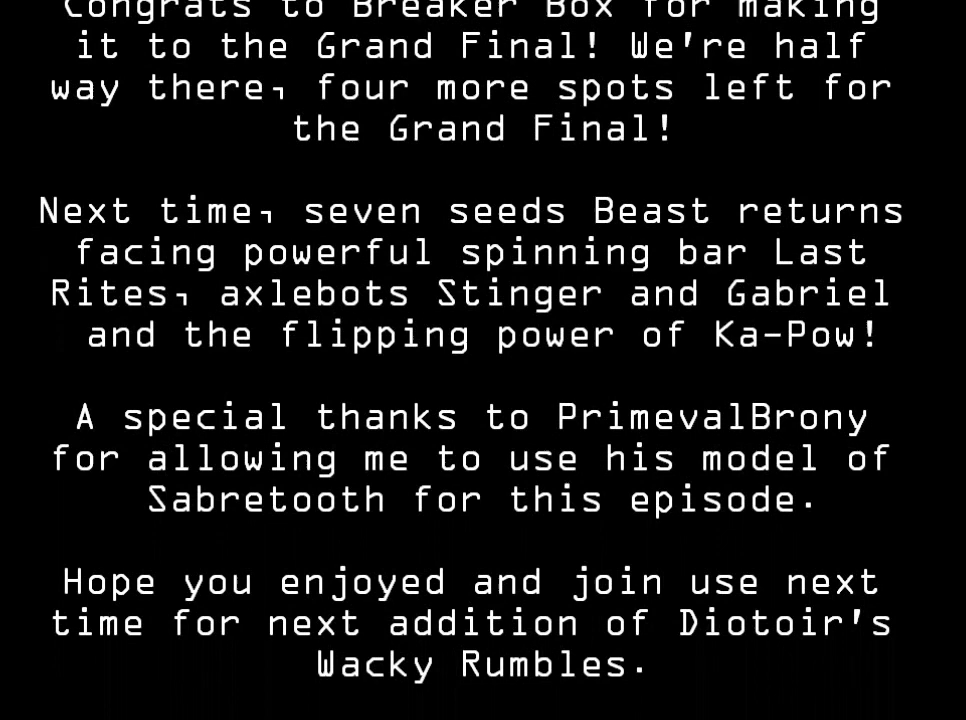 Congrats to Breaker Box for making
it to the Grand Final! We're half
way there, four more spots left for
the Grand Final!
Next time, seven seeds Beast returns
facing powerful spinning bar Last
Rites, axlebots Stinger and Gabriel
and the flipping power of Ka-Pow!
A special thanks to PrimevalBrony
for allowing me to use his model of
Sabretooth for this episode.
Hope you enjoyed and join use next
time for next addition of Diotoir's
Wacky Rumbles.